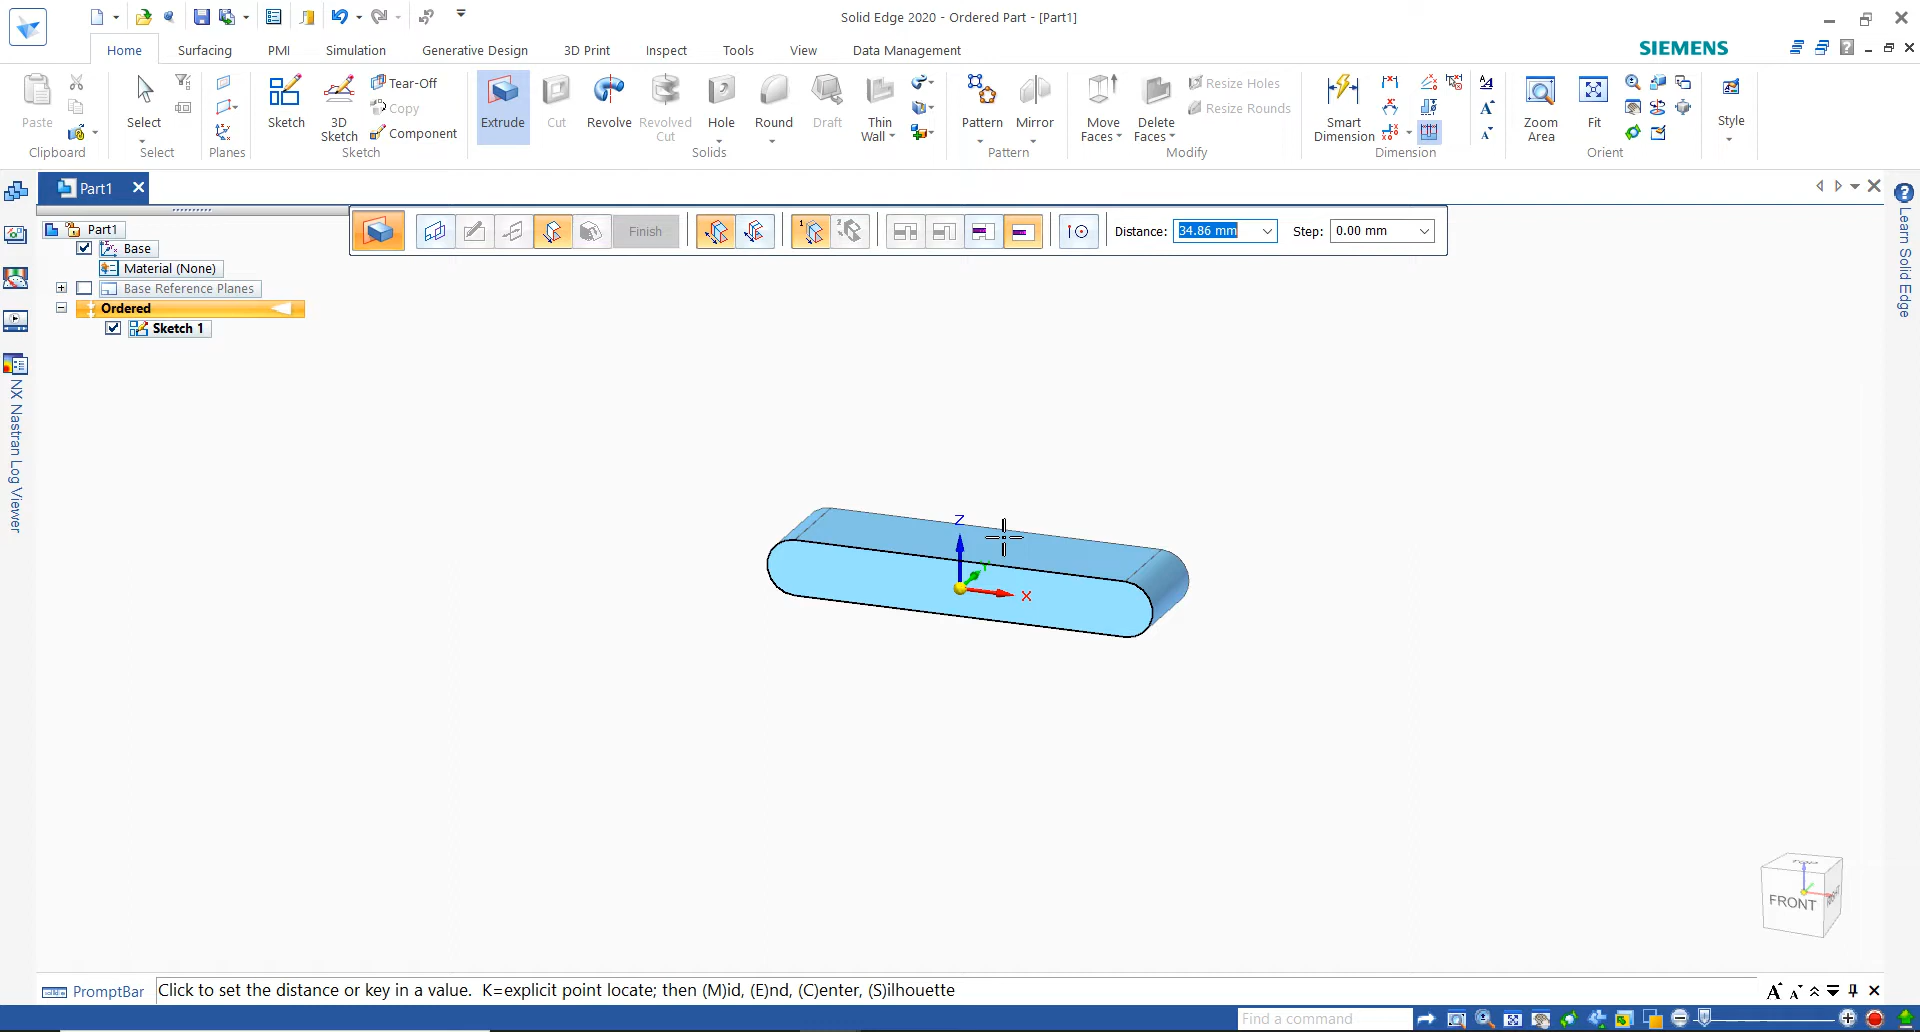 Solid Edge 2020 - Ordered Part - [Part1]
Home Surfacing PMI Simulation Generative Design 3D Print Inspect Tools View Data Management
SIEMENS
Paste
Clipboard
Select
Select
Planes
Sketch
3D
Sketch
Tear-Off
Copy
Component
Sketch
Extrude
Cut
Revolve
Revolved
Cut
Hole
Round
Draft
Thin
Wall
Solids
Pattern
Mirror
Pattern
Move
Faces
Delete
Faces
Resize Holes
Resize Rounds
Modify
Smart
Dimension
Dimension
Zoom
Area
Fit
Orient
Style
Part1
Finish
Distance: 34.86 mm
Step: 0.00 mm
Part1
Base
Material (None)
Base Reference Planes
Ordered
Sketch 1
NX Nastran Log Viewer
Learn Solid Edge
Z
Y
X
TOP
FRONT
RIGHT
PromptBar
Click to set the distance or key in a value. K=explicit point locate; then (M)id, (E)nd, (C)enter, (S)ilhouette
Find a command